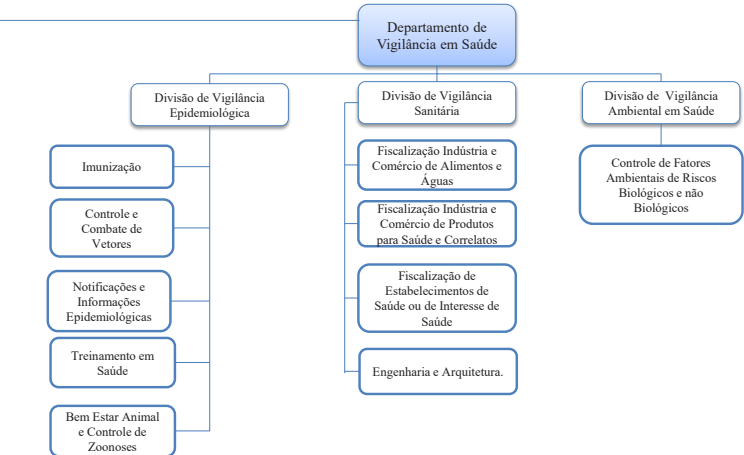 Departamento de
Vigilância em Saúde
Divisão de Vigilância
Epidemiológica
Divisão de Vigilância
Sanitária
Divisão de Vigilância
Ambiental em Saúde
Imunização
Controle e
Combate de
Vetores
Notificações e
Informações
Epidemiológicas
Treinamento em
Saúde
Bem Estar Animal
e Controle de
Zoonoses
Fiscalização Indústria e
Comércio de Alimentos e
Águas
Fiscalização Indústria e
Comércio de Produtos
para Saúde e Correlatos
Fiscalização de
Estabelecimentos de
Saúde ou de Interesse de
Saúde
Engenharia e Arquitetura.
Controle de Fatores
Ambientais de Riscos
Biológicos e não
Biológicos